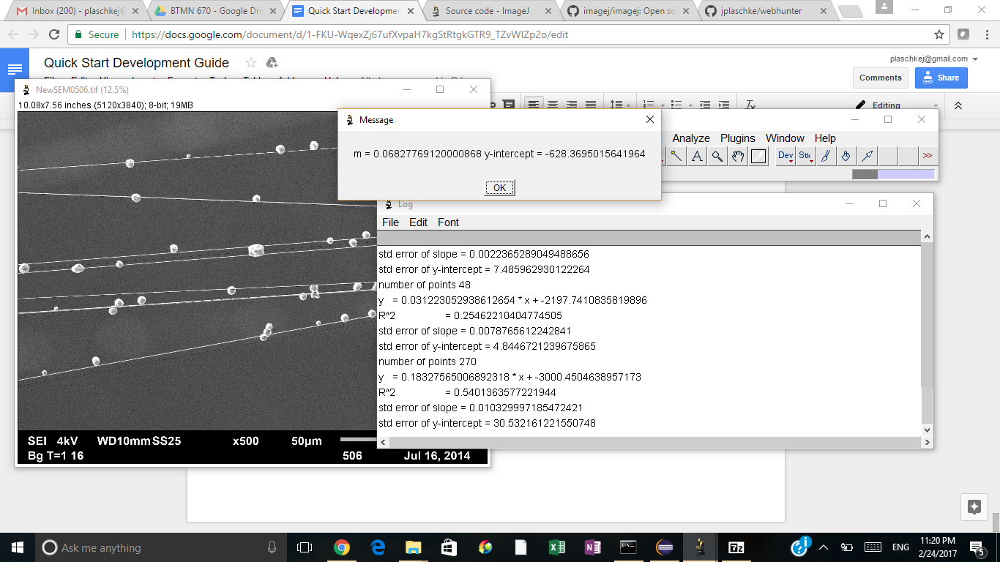 Inbox (200) - plaschkej@
BTMN 670 - Google Dri
Quick Start Developmen
Source code - ImageJ
imagej/imagej: Open so
jplaschke/webhunter
Secure
https://docs.google.com/document/d/1-FKU-WqexZj67ufXvpaH7kgStRtgkGTR9_TZvWlZp2o/edit
Quick Start Development Guide
plaschkej@gmail.com
Comments
Share
Editing
NewSEM0506.tif (12.5%)
10.08x7.56 inches (5120x3840); 8-bit; 19MB
Message
m = 0.06827769120000868 y-intercept = -628.3695015641964
OK
Analyze Plugins Window Help
Dev Stk >>
Log
File Edit Font
std error of slope = 0.0022365289049488656
std error of y-intercept = 7.485962930122264
number of points 48
y = 0.031223052938612654 * x + -2197.7410835819896
R^2 = 0.25462210404774505
std error of slope = 0.0078765612242841
std error of y-intercept = 4.8446721239675865
number of points 270
y = 0.18327565006892318 * x + -3000.4504638957173
R^2 = 0.5401363577221944
std error of slope = 0.010329997185472421
std error of y-intercept = 30.532161221550748
SEI 4kV WD10mm SS25 x500 50µm
Bg T=1 16 506 Jul 16, 2014
Ask me anything
ENG
11:20 PM
2/24/2017
5